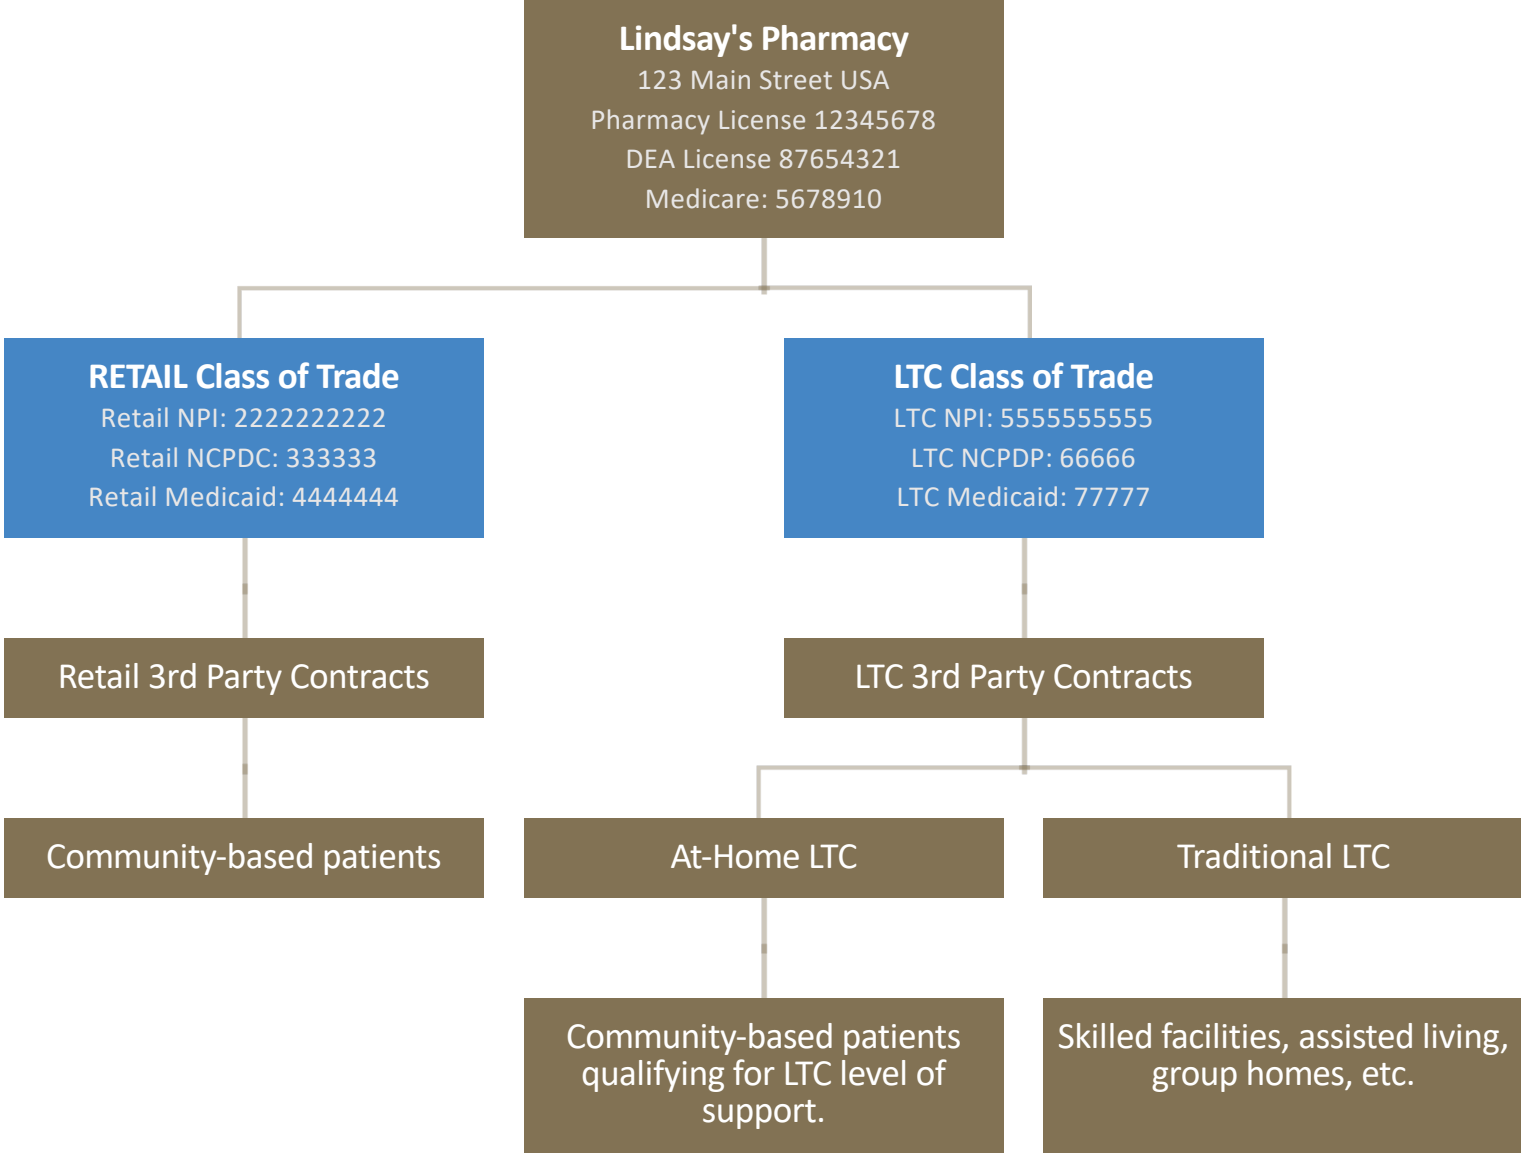 Lindsay's Pharmacy
123 Main Street USA
Pharmacy License 12345678
DEA License 87654321
Medicare: 5678910
RETAIL Class of Trade
Retail NPI: 2222222222
Retail NCPDC: 333333
Retail Medicaid: 4444444
LTC Class of Trade
LTC NPI: 5555555555
LTC NCPDP: 66666
LTC Medicaid: 77777
Retail 3rd Party Contracts
LTC 3rd Party Contracts
Community-based patients
At-Home LTC
Traditional LTC
Community-based patients
qualifying for LTC level of
support.
Skilled facilities, assisted living,
group homes, etc.